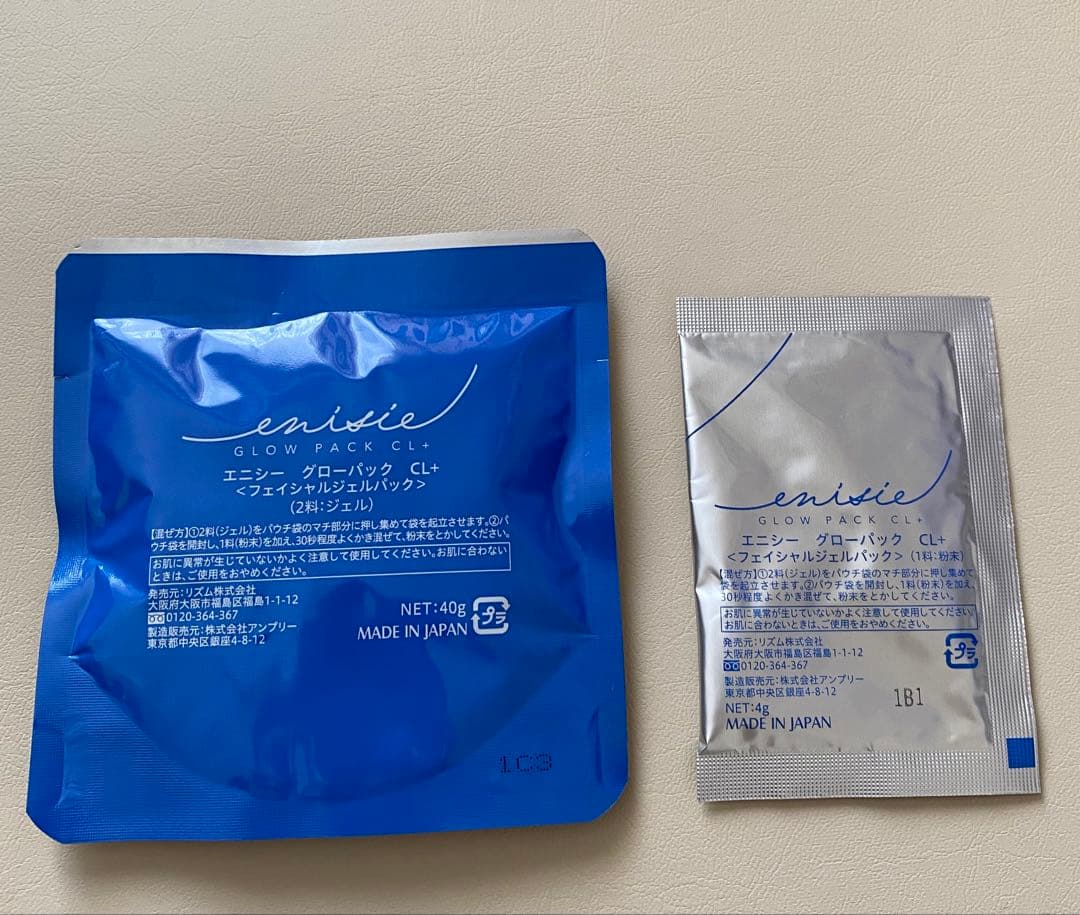 enisie
GLOW PACK CL+
エニシー グローパック CL+
<フェイシャルジェルパック>
(2料:ジェル)
【混ぜ方】①2料(ジェル)をパウチ袋のマチ部分に押し集めて袋を起立させます。②パ
ウチ袋を開封し、1料(粉末)を加え、30秒程度よくかき混ぜて、粉末をとかしてください。
お肌に異常が生じていないかよく注意して使用してください。お肌に合わない
ときは、ご使用をおやめください。
発売元:リズム株式会社
大阪府大阪市福島区福島1-1-12
0120-364-367
製造販売元:株式会社アンプリー
東京都中央区銀座4-8-12
NET:40g
MADE IN JAPAN
プラ
1C3
enisie
GLOW PACK CL+
エニシー グローパック CL+
<フェイシャルジェルパック>(1料:粉末)
【混ぜ方】①2料(ジェル)をパウチ袋のマチ部分に押し集めて
袋を起立させます。②パウチ袋を開封し、1料(粉末)を加え、
30秒程度よくかき混ぜて、粉末をとかしてください。
お肌に異常が生じていないかよく注意して使用してください。
お肌に合わないときは、ご使用をおやめください。
発売元:リズム株式会社
大阪府大阪市福島区福島1-1-12
0120-364-367
製造販売元:株式会社アンプリー
東京都中央区銀座4-8-12
NET:4g
MADE IN JAPAN
プラ
1B1